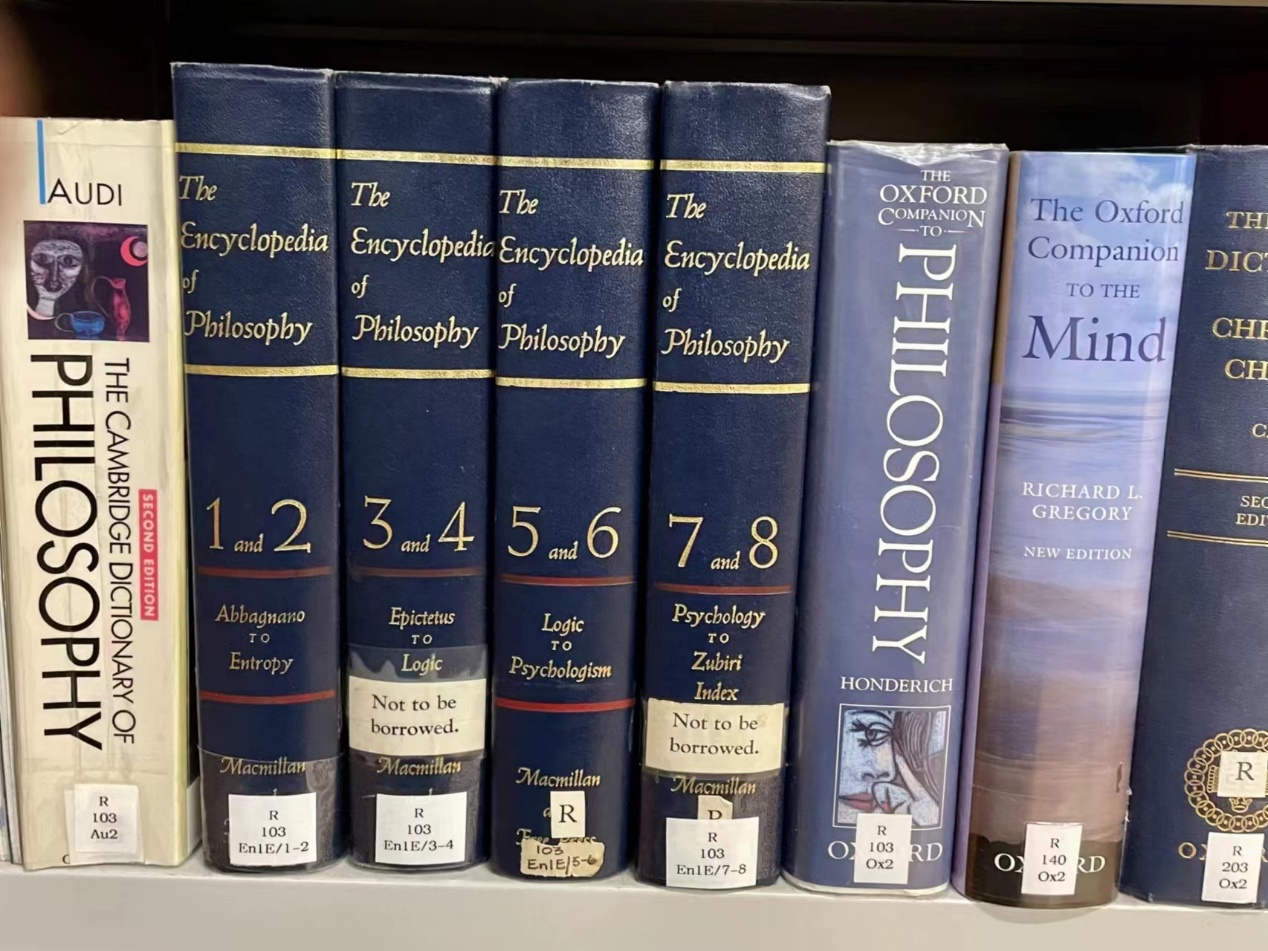 AUDI
THE CAMBRIDGE DICTIONARY OF
PHILOSOPHY
SECOND EDITION
R
103
Au2
The
Encyclopedia
of
Philosophy
1 and 2
Abbagnano
TO
Entropy
Macmillan
R
103
En1E/1-2
The
Encyclopedia
of
Philosophy
3 and 4
Epictetus
TO
Logic
Not to be
borrowed.
Macmillan
R
103
En1E/3-4
The
Encyclopedia
of
Philosophy
5 and 6
Logic
TO
Psychologism
Macmillan
R
103
En1E/5-6
The
Encyclopedia
of
Philosophy
7 and 8
Psychology
TO
Zubiri
Index
Not to be
borrowed.
Macmillan
R
R
103
En1E/7-8
THE
OXFORD
COMPANION
TO
PHILOSOPHY
HONDERICH
R
103
Ox2
The Oxford
Companion
TO THE
Mind
RICHARD L.
GREGORY
NEW EDITION
R
140
Ox2
R
R
203
Ox2